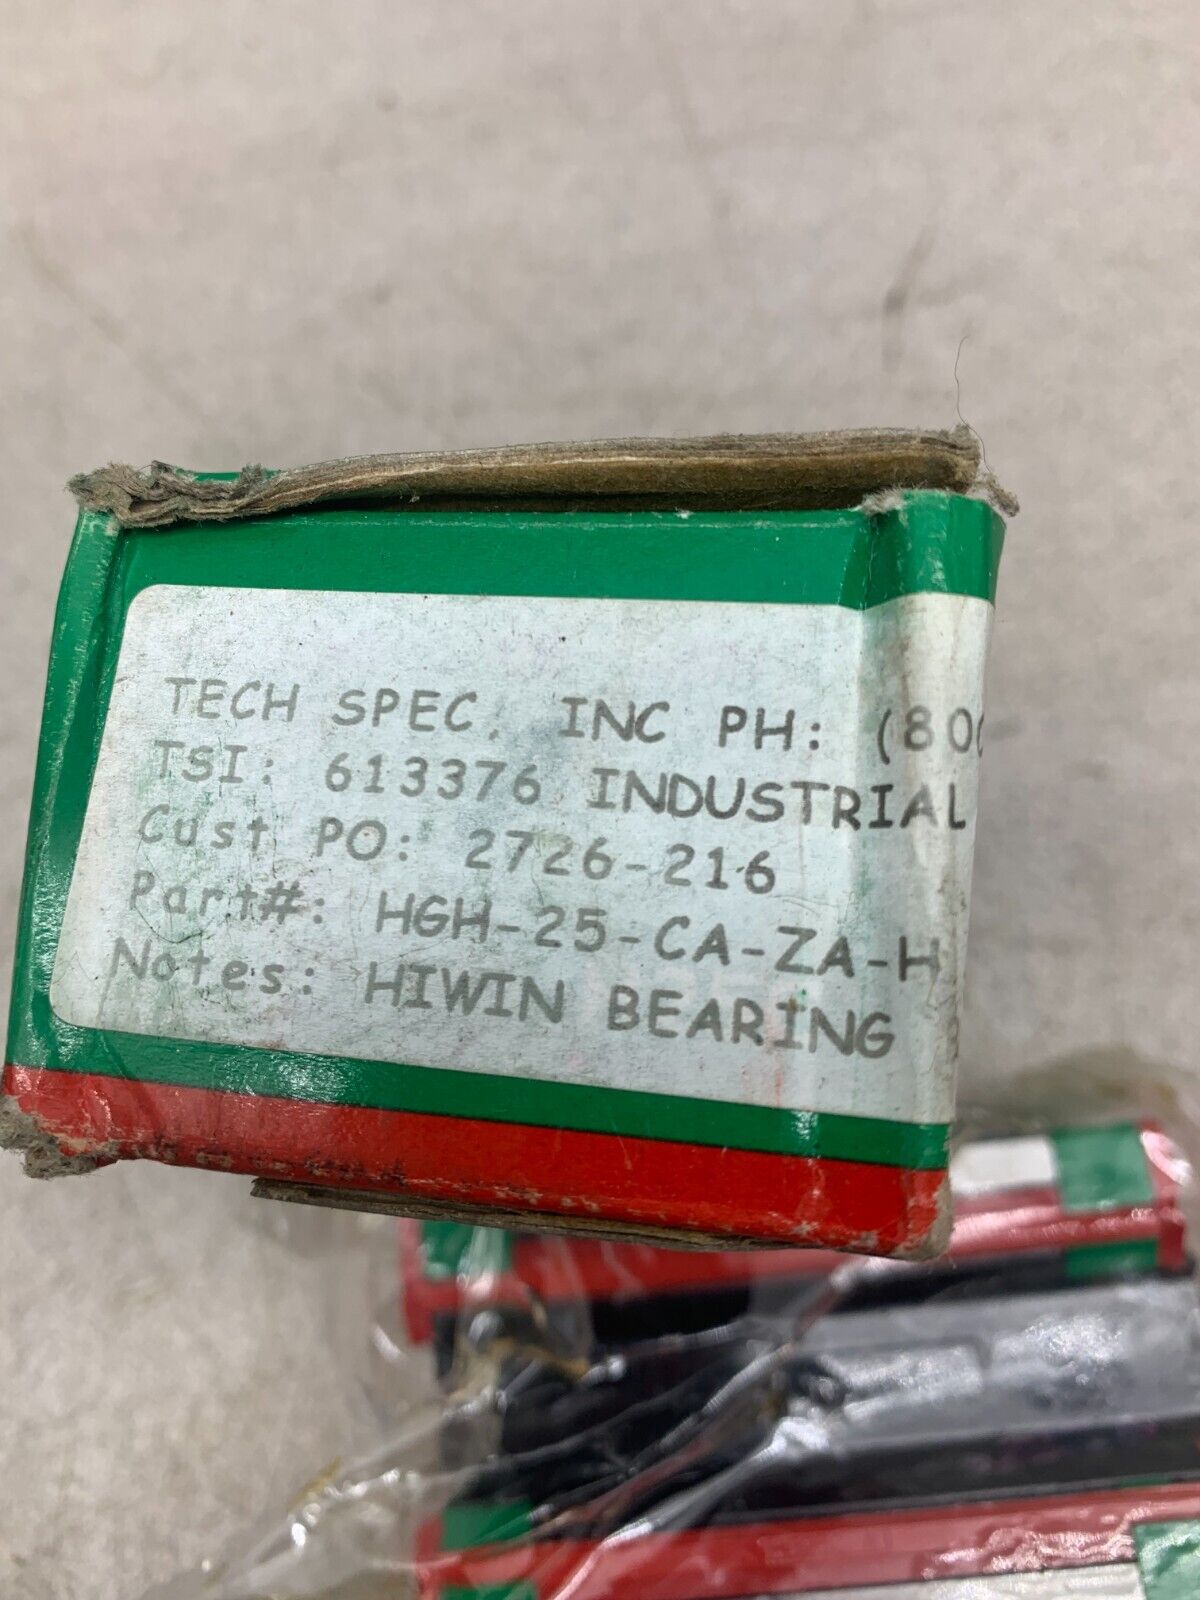 TECH SPEC, INC PH: (800
TSI: 613376 INDUSTRIAL
Cust PO: 2726-216
Part#: HGH-25-CA-ZA-H
Notes: HIWIN BEARING